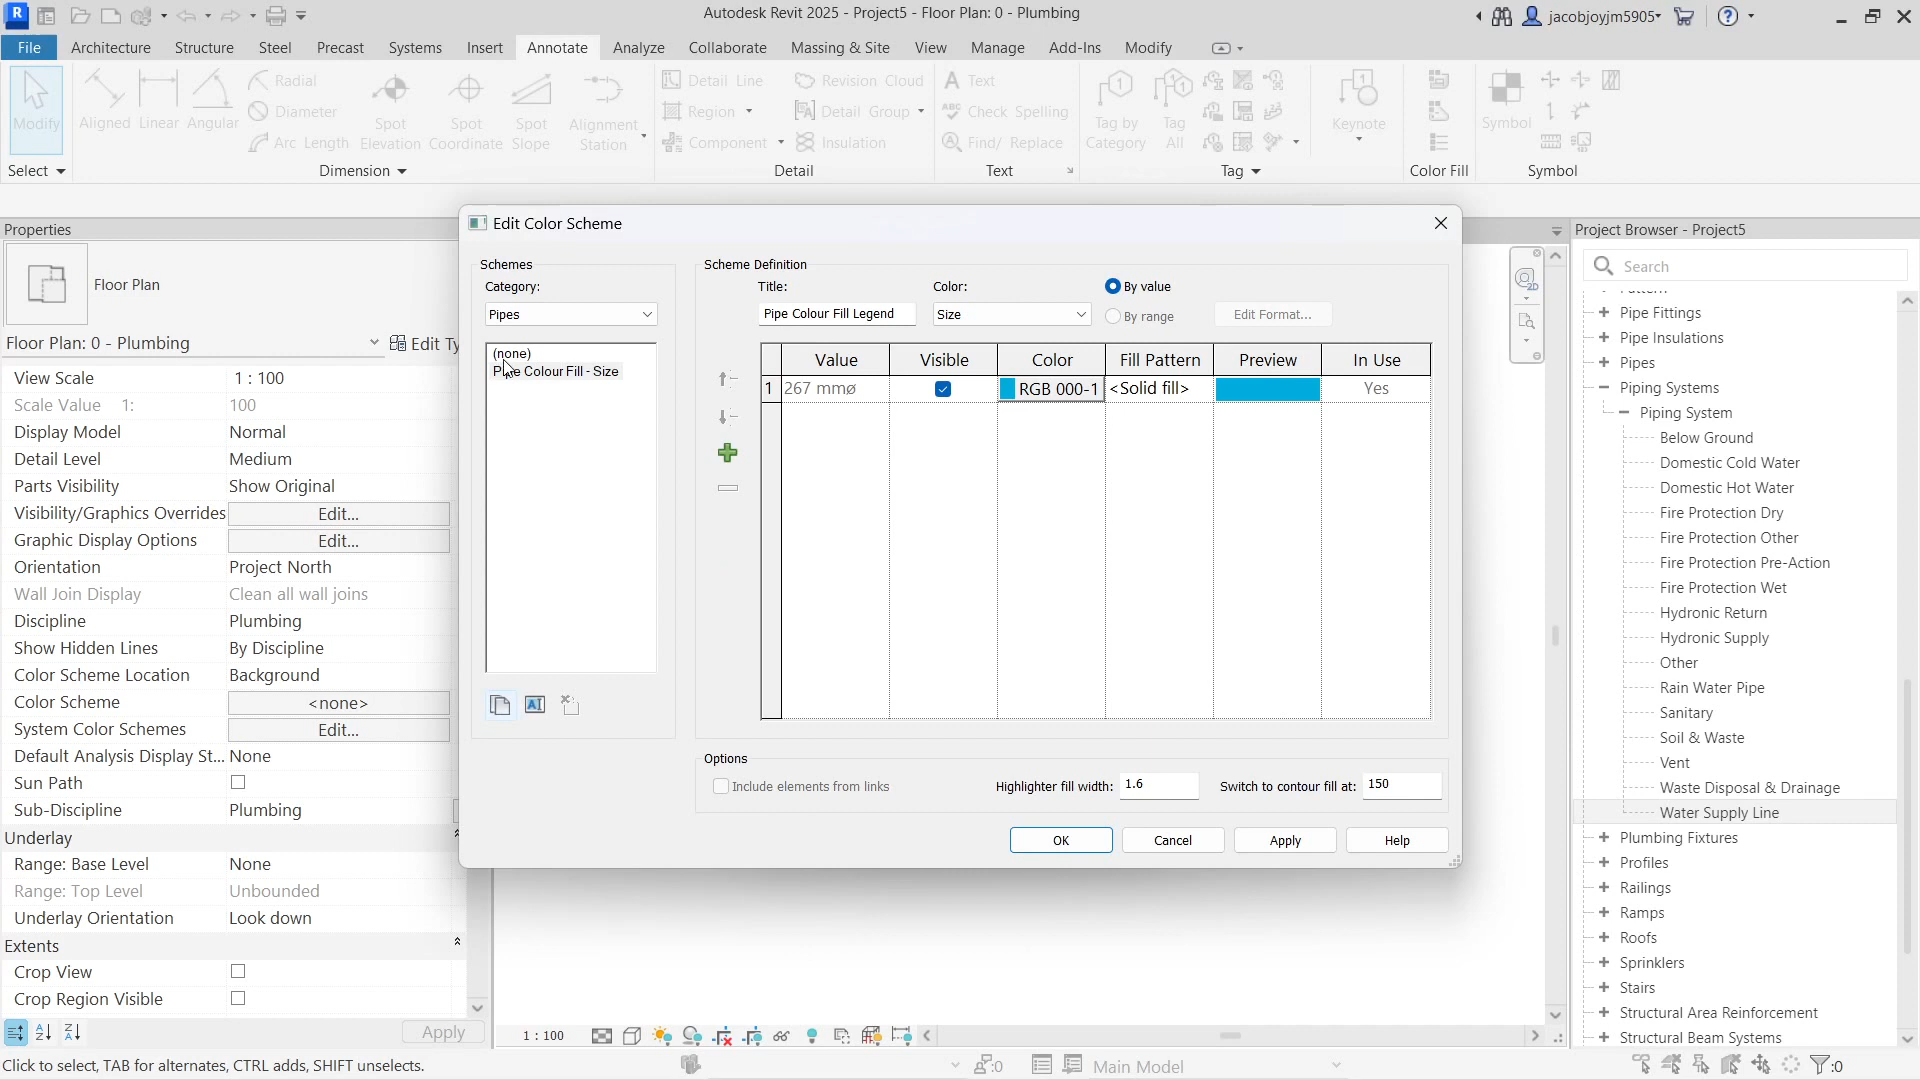 Autodesk Revit 2025 - Project5 - Floor Plan: 0 - Plumbing
jacobjoyjm5905
File Architecture Structure Steel Precast Systems Insert Annotate Analyze Collaborate Massing & Site View Manage Add-Ins Modify
Modify
Aligned
Linear
Angular
Radial
Diameter
Arc Length
Spot Elevation
Spot Coordinate
Spot Slope
Alignment Station
Detail Line
Region
Component
Revision Cloud
Detail Group
Insulation
Text
Check Spelling
Find/ Replace
Tag by Category
Tag All
Keynote
Symbol
Select Dimension Detail Text Tag Color Fill Symbol
Properties
Floor Plan
Floor Plan: 0 - Plumbing Edit Ty
View Scale 1 : 100
Scale Value 1: 100
Display Model Normal
Detail Level Medium
Parts Visibility Show Original
Visibility/Graphics Overrides Edit...
Graphic Display Options Edit...
Orientation Project North
Wall Join Display Clean all wall joins
Discipline Plumbing
Show Hidden Lines By Discipline
Color Scheme Location Background
Color Scheme <none>
System Color Schemes Edit...
Default Analysis Display St... None
Sun Path
Sub-Discipline Plumbing
Underlay
Range: Base Level None
Range: Top Level Unbounded
Underlay Orientation Look down
Extents
Crop View
Crop Region Visible
Apply
Edit Color Scheme
Schemes
Category:
Pipes
(none)
Pipe Colour Fill - Size
Scheme Definition
Title: Color: By value
Pipe Colour Fill Legend Size By range Edit Format...
Value Visible Color Fill Pattern Preview In Use
1 267 mmø RGB 000-1 <Solid fill> Yes
Options
Include elements from links Highlighter fill width: 1.6 Switch to contour fill at: 150
OK Cancel Apply Help
Project Browser - Project5
Search
Pipe Fittings
Pipe Insulations
Pipes
Piping Systems
Piping System
Below Ground
Domestic Cold Water
Domestic Hot Water
Fire Protection Dry
Fire Protection Other
Fire Protection Pre-Action
Fire Protection Wet
Hydronic Return
Hydronic Supply
Other
Rain Water Pipe
Sanitary
Soil & Waste
Vent
Waste Disposal & Drainage
Water Supply Line
Plumbing Fixtures
Profiles
Railings
Ramps
Roofs
Sprinklers
Stairs
Structural Area Reinforcement
Structural Beam Systems
1 : 100
Click to select, TAB for alternates, CTRL adds, SHIFT unselects. :0 Main Model :0